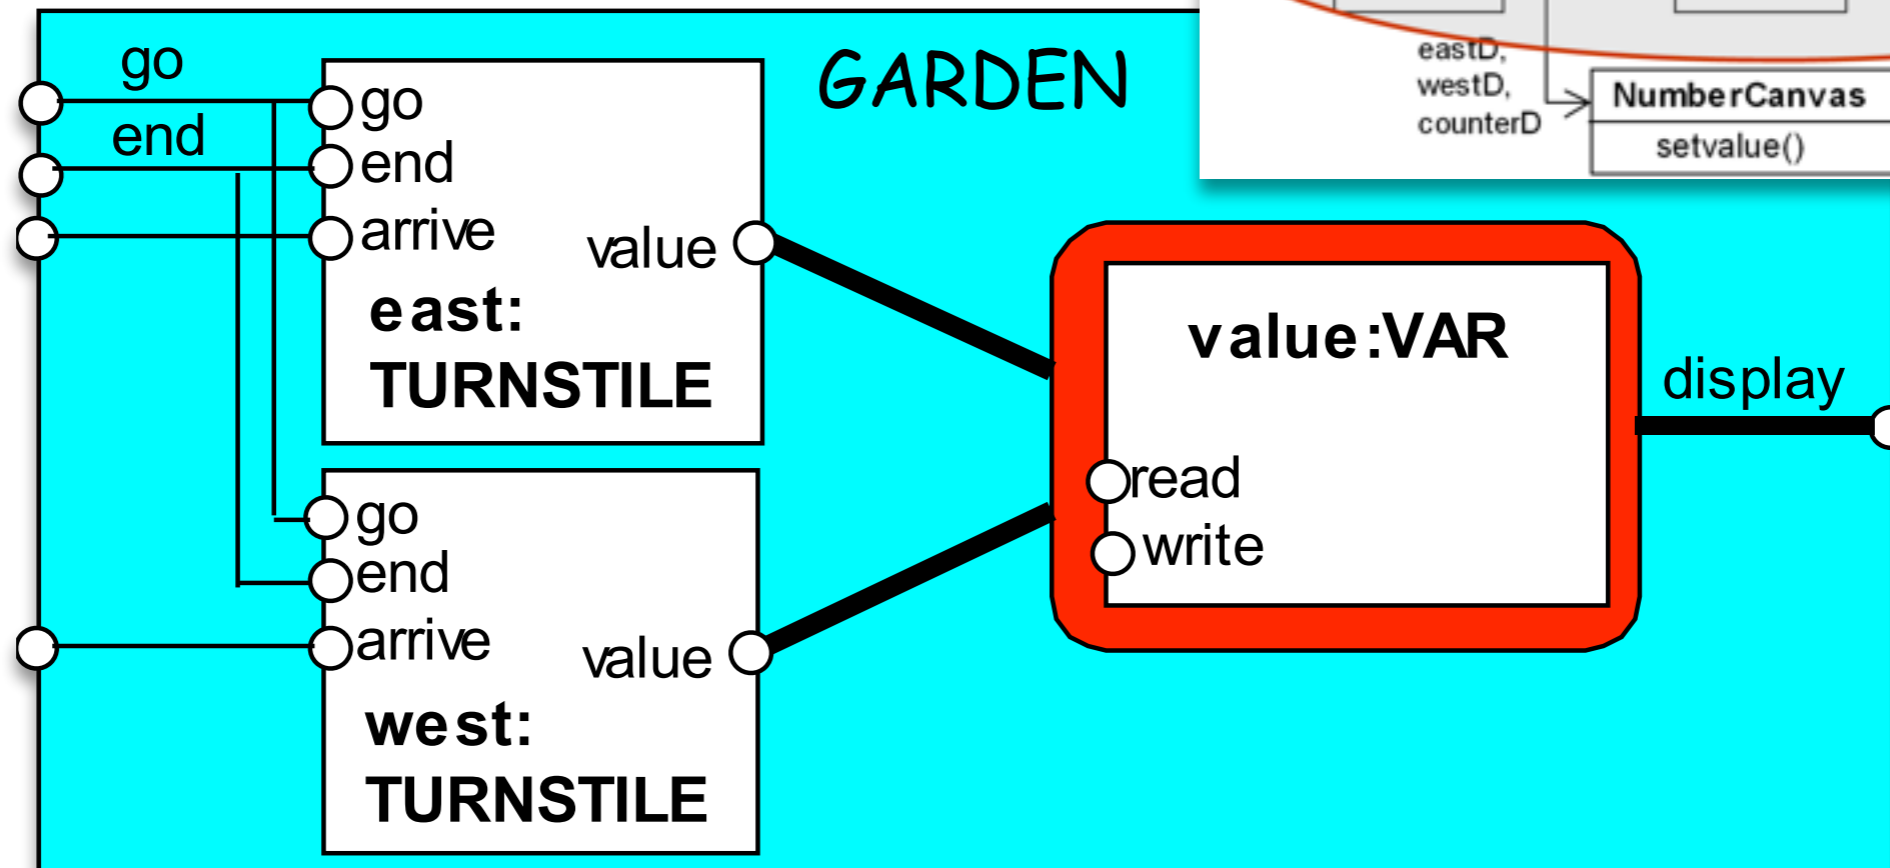 go
end
GARDEN
go
end
arrive
value
east:
TURNSTILE
go
end
arrive
value
west:
TURNSTILE
value:VAR
read
write
display
eastD,
westD,
counterD
NumberCanvas
setvalue()